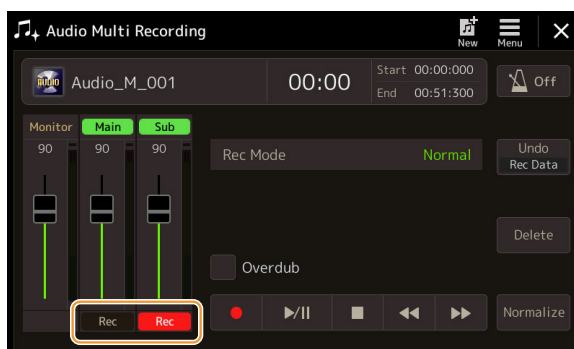 Audio Multi Recording
New
Menu
AUDIO
Audio_M_001
00:00
Start 00:00:000
End 00:51:300
Off
Monitor Main Sub
90 90 90
Rec Mode Normal
Undo
Rec Data
Delete
Overdub
Rec Rec
Normalize